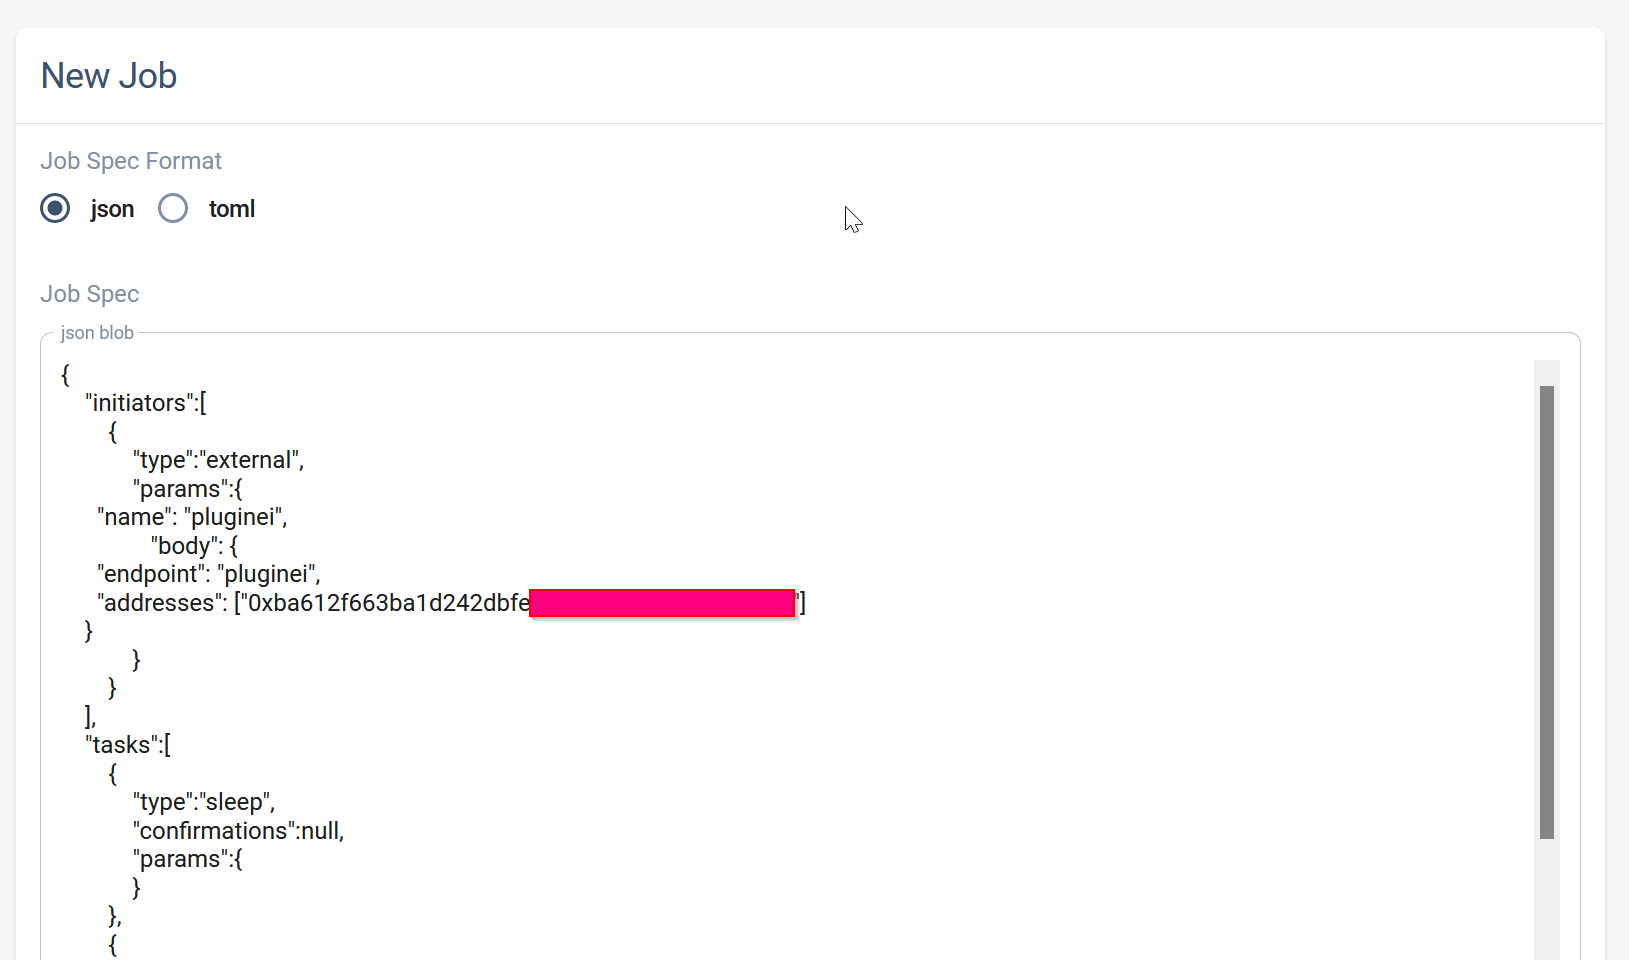 New Job
Job Spec Format
json toml
Job Spec
json blob
{
"initiators":[
{
"type":"external",
"params":{
"name": "pluginei",
"body": {
"endpoint": "pluginei",
"addresses": ["0xba612f663ba1d242dbfe"]
}
}
}
],
"tasks":[
{
"type":"sleep",
"confirmations":null,
"params":{
}
},
{